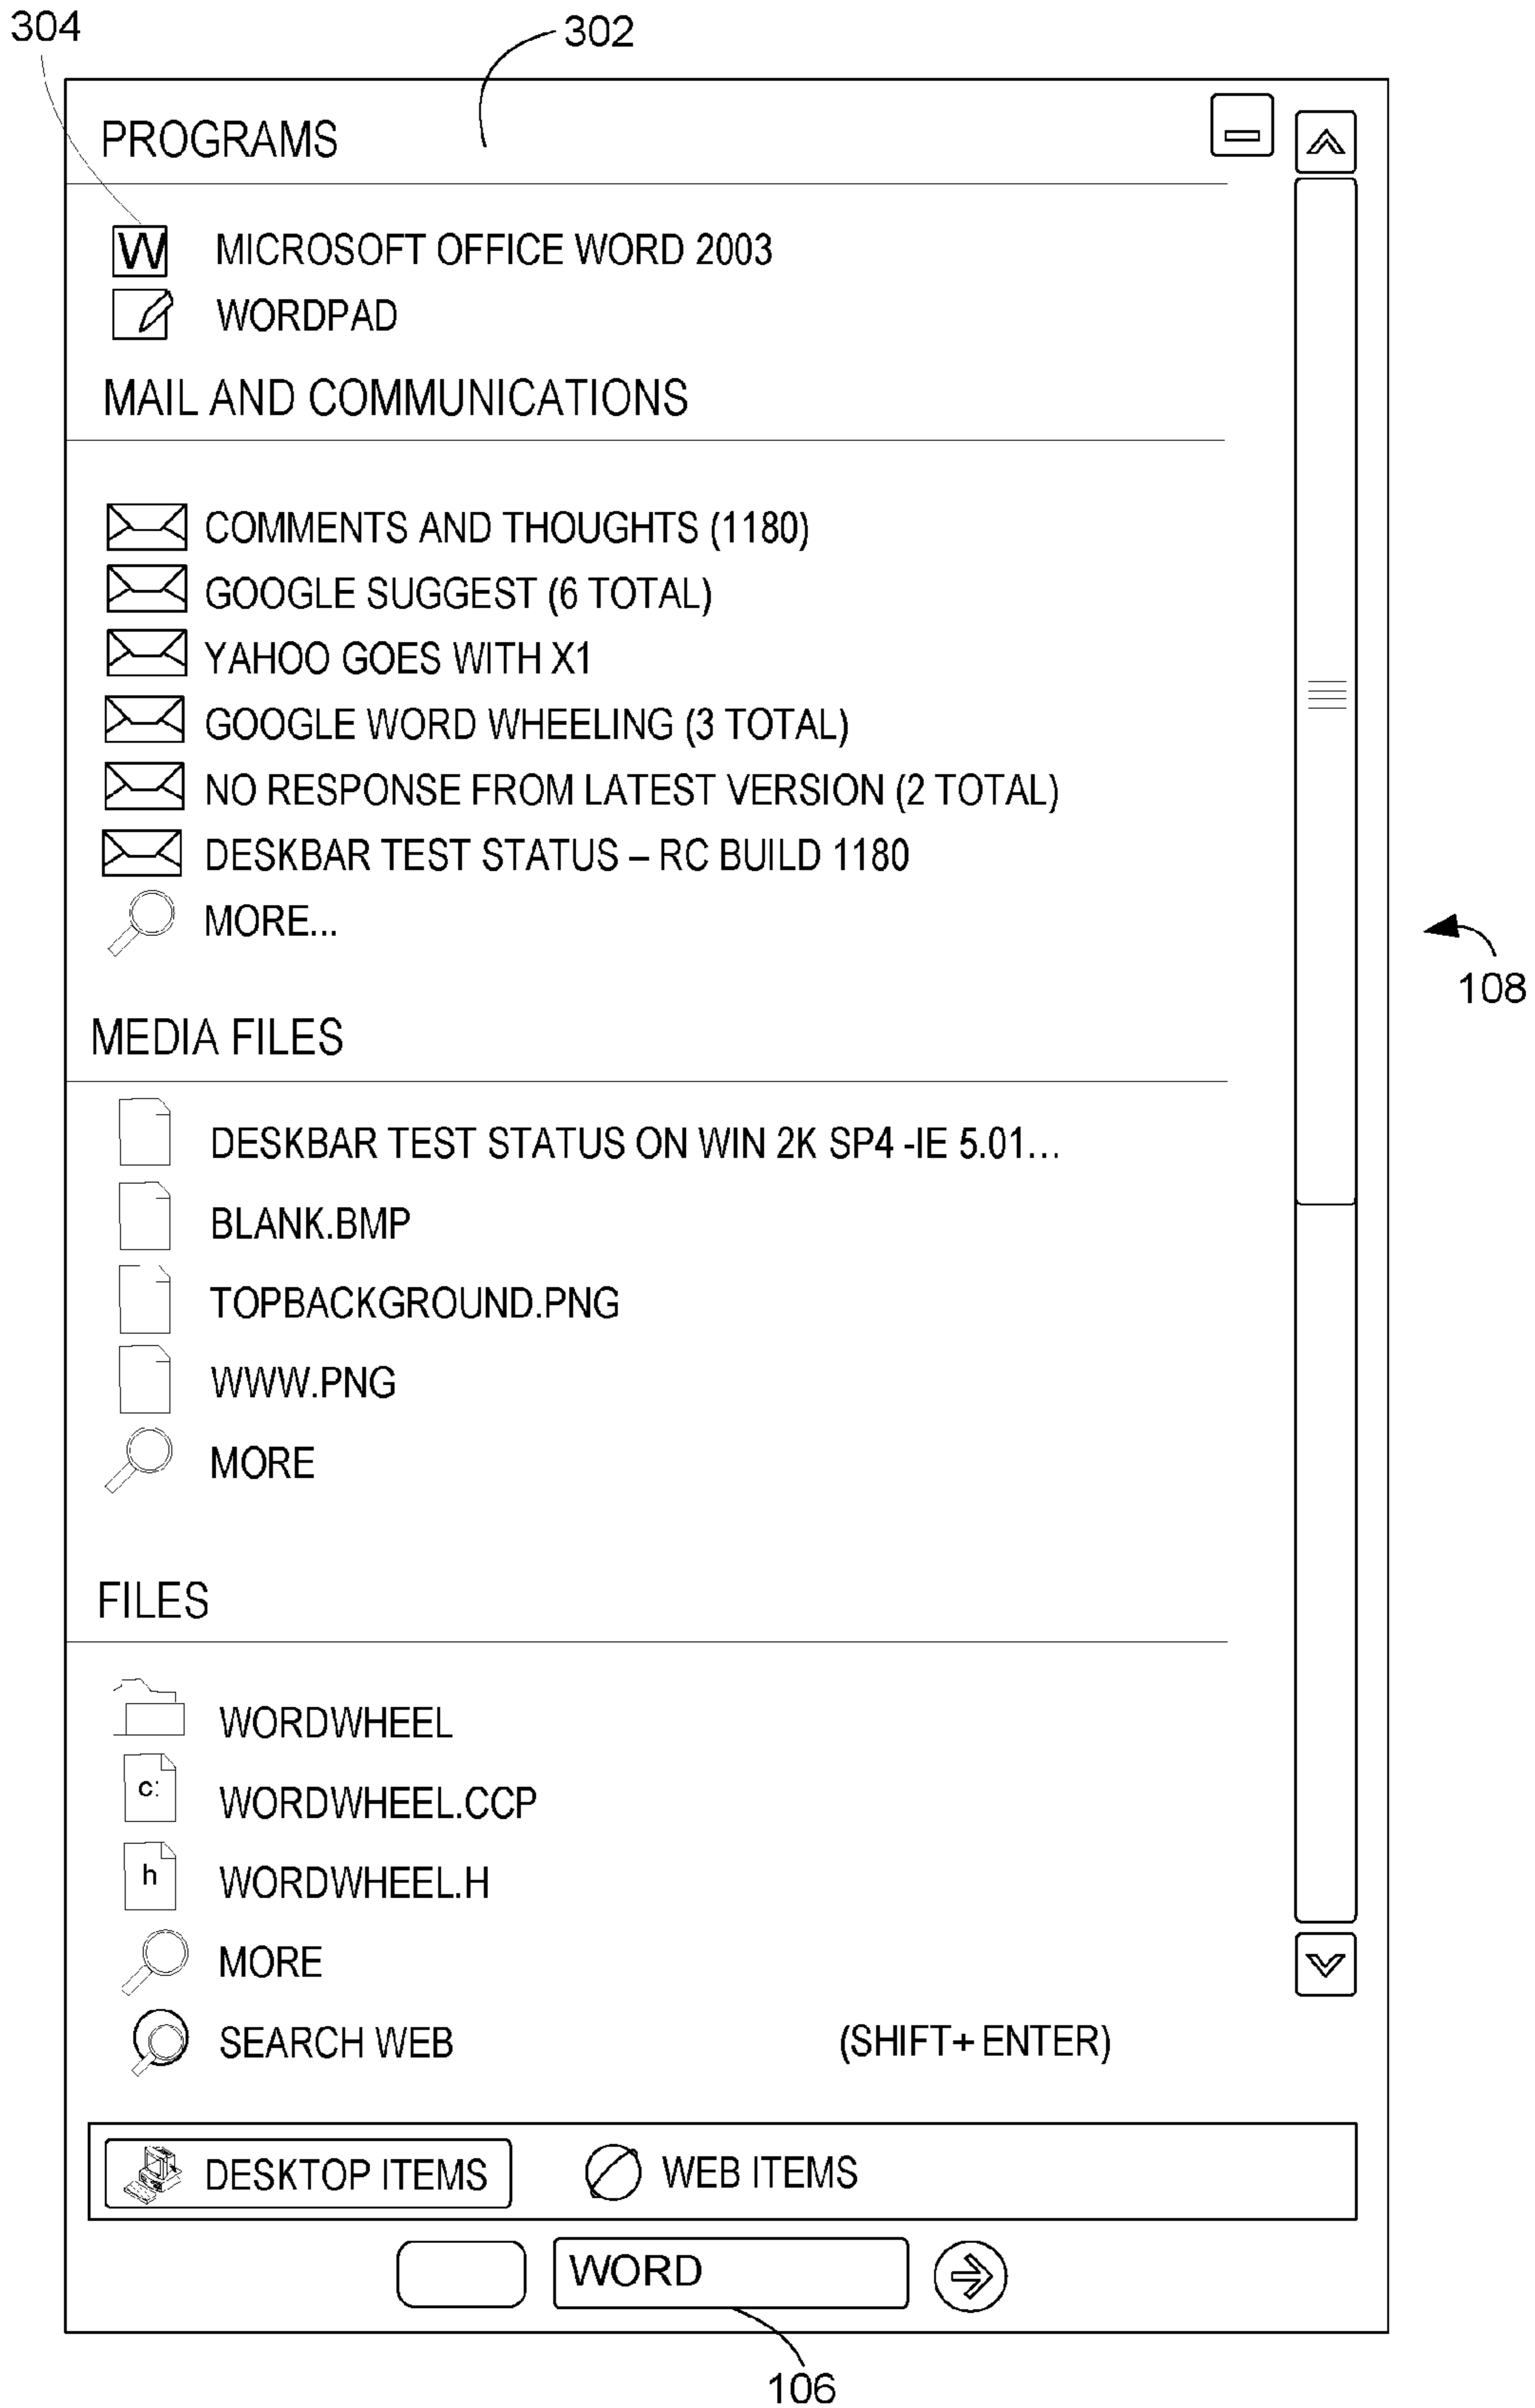 304
302
PROGRAMS
W MICROSOFT OFFICE WORD 2003
WORDPAD
MAIL AND COMMUNICATIONS
COMMENTS AND THOUGHTS (1180)
GOOGLE SUGGEST (6 TOTAL)
YAHOO GOES WITH X1
GOOGLE WORD WHEELING (3 TOTAL)
NO RESPONSE FROM LATEST VERSION (2 TOTAL)
DESKBAR TEST STATUS – RC BUILD 1180
MORE...
108
MEDIA FILES
DESKBAR TEST STATUS ON WIN 2K SP4 -IE 5.01...
BLANK.BMP
TOPBACKGROUND.PNG
WWW.PNG
MORE
FILES
WORDWHEEL
c: WORDWHEEL.CCP
h WORDWHEEL.H
MORE
SEARCH WEB (SHIFT+ ENTER)
DESKTOP ITEMS WEB ITEMS
WORD
106